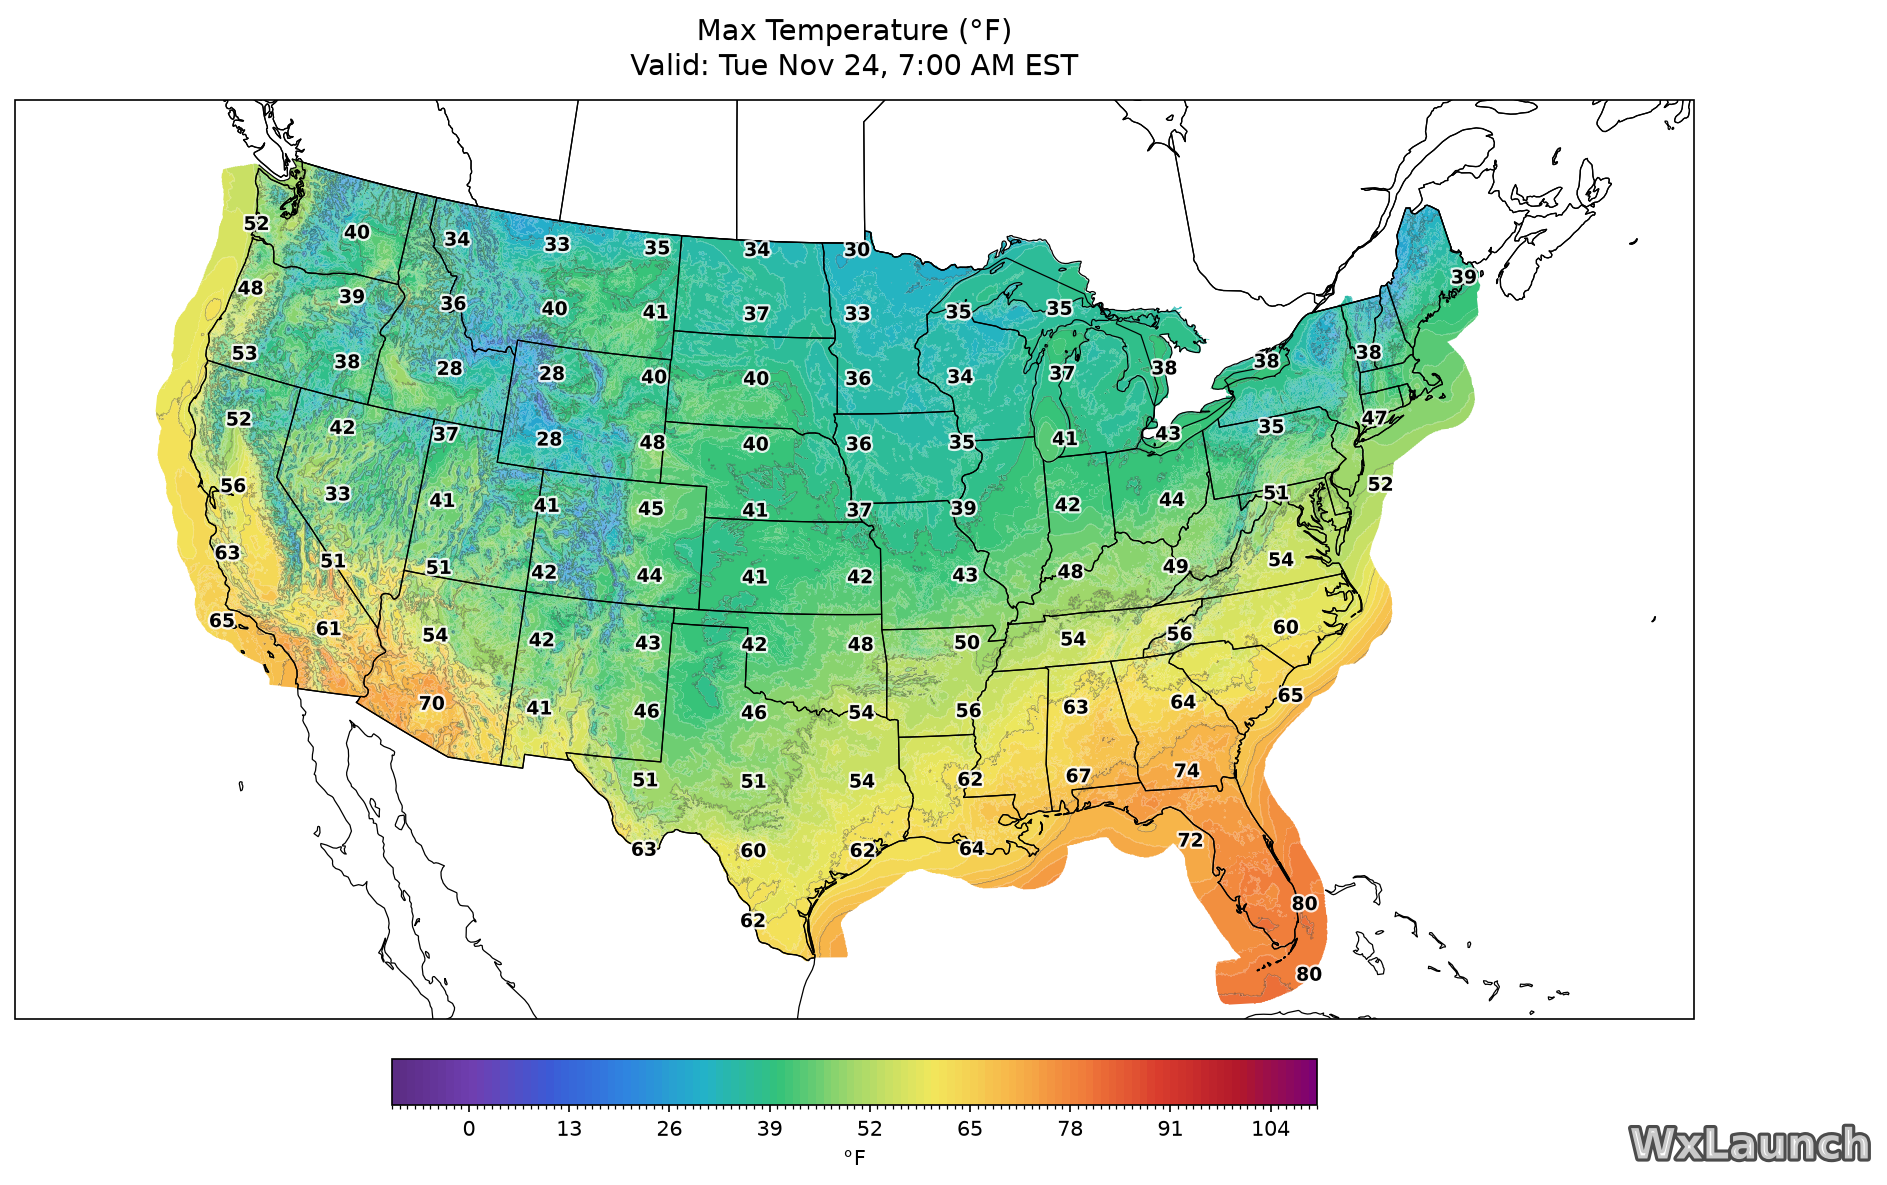 Max Temperature (°F)
Valid: Tue Nov 24, 7:00 AM EST
52 40 34 33 35 34 30
48 39 36 40 41 37 33 35 35 39
53 38 28 28 40 40 36 34 37 38 38 38
52 42 37 28 48 40 36 35 41 43 35 47
56 33 41 41 45 41 37 39 42 44 51 52
63 51 51 42 44 41 42 43 48 49 54
65 61 54 42 43 42 48 50 54 56 60
70 41 46 46 54 56 63 64 65
51 51 54 62 67 74
63 60 62 64 72
62 80
80
0 13 26 39 52 65 78 91 104
°F
WxLaunch